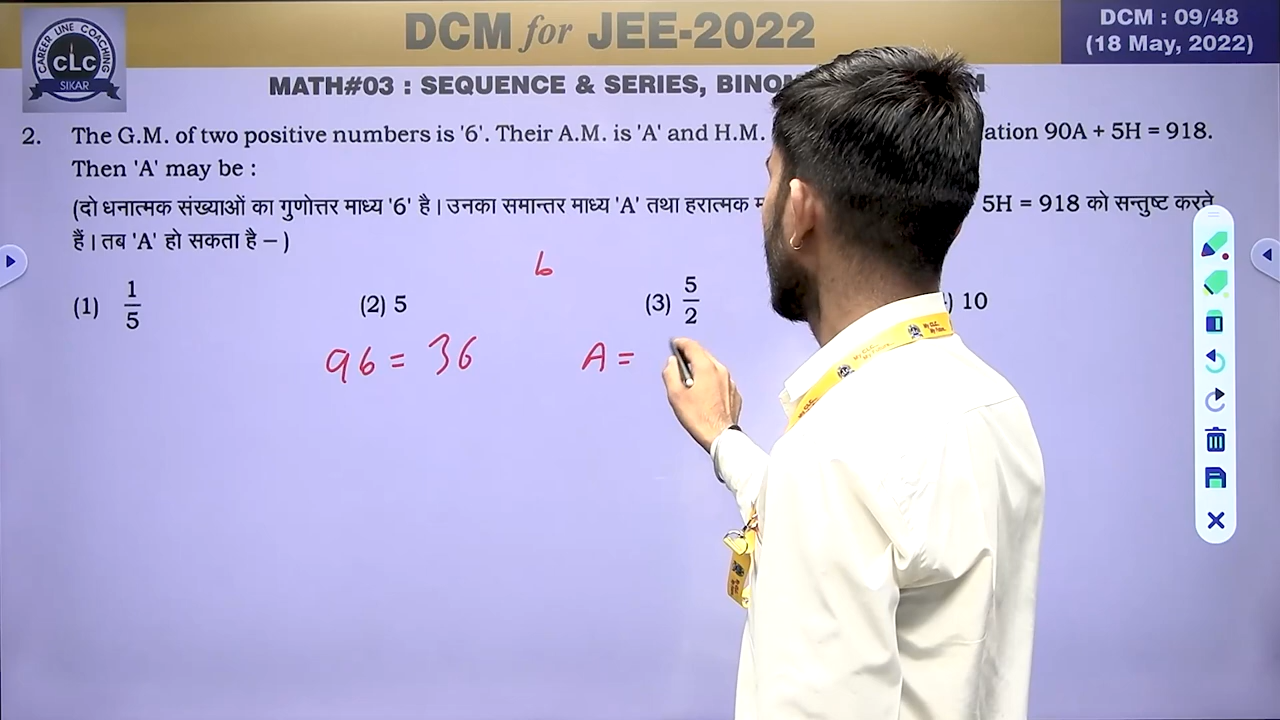 DCM for JEE-2022
DCM : 09/48
(18 May, 2022)
CAREER LINE COACHING
CLC
SIKAR
MATH#03 : SEQUENCE & SERIES,
2. The G.M. of two positive numbers is '6'. Their A.M. is 'A' and H.M. 90A + 5H = 918.
Then 'A' may be :
(दो धनात्मक संख्याओं का गुणोत्तर माध्य '6' है। उनका समान्तर माध्य 'A' तथा हरात्मक 5H = 918 को सन्तुष्ट करते
हैं। तब 'A' हो सकता है – )
(1) 1/5 (2) 5 (3) 5/2 10
ab = 36 A =